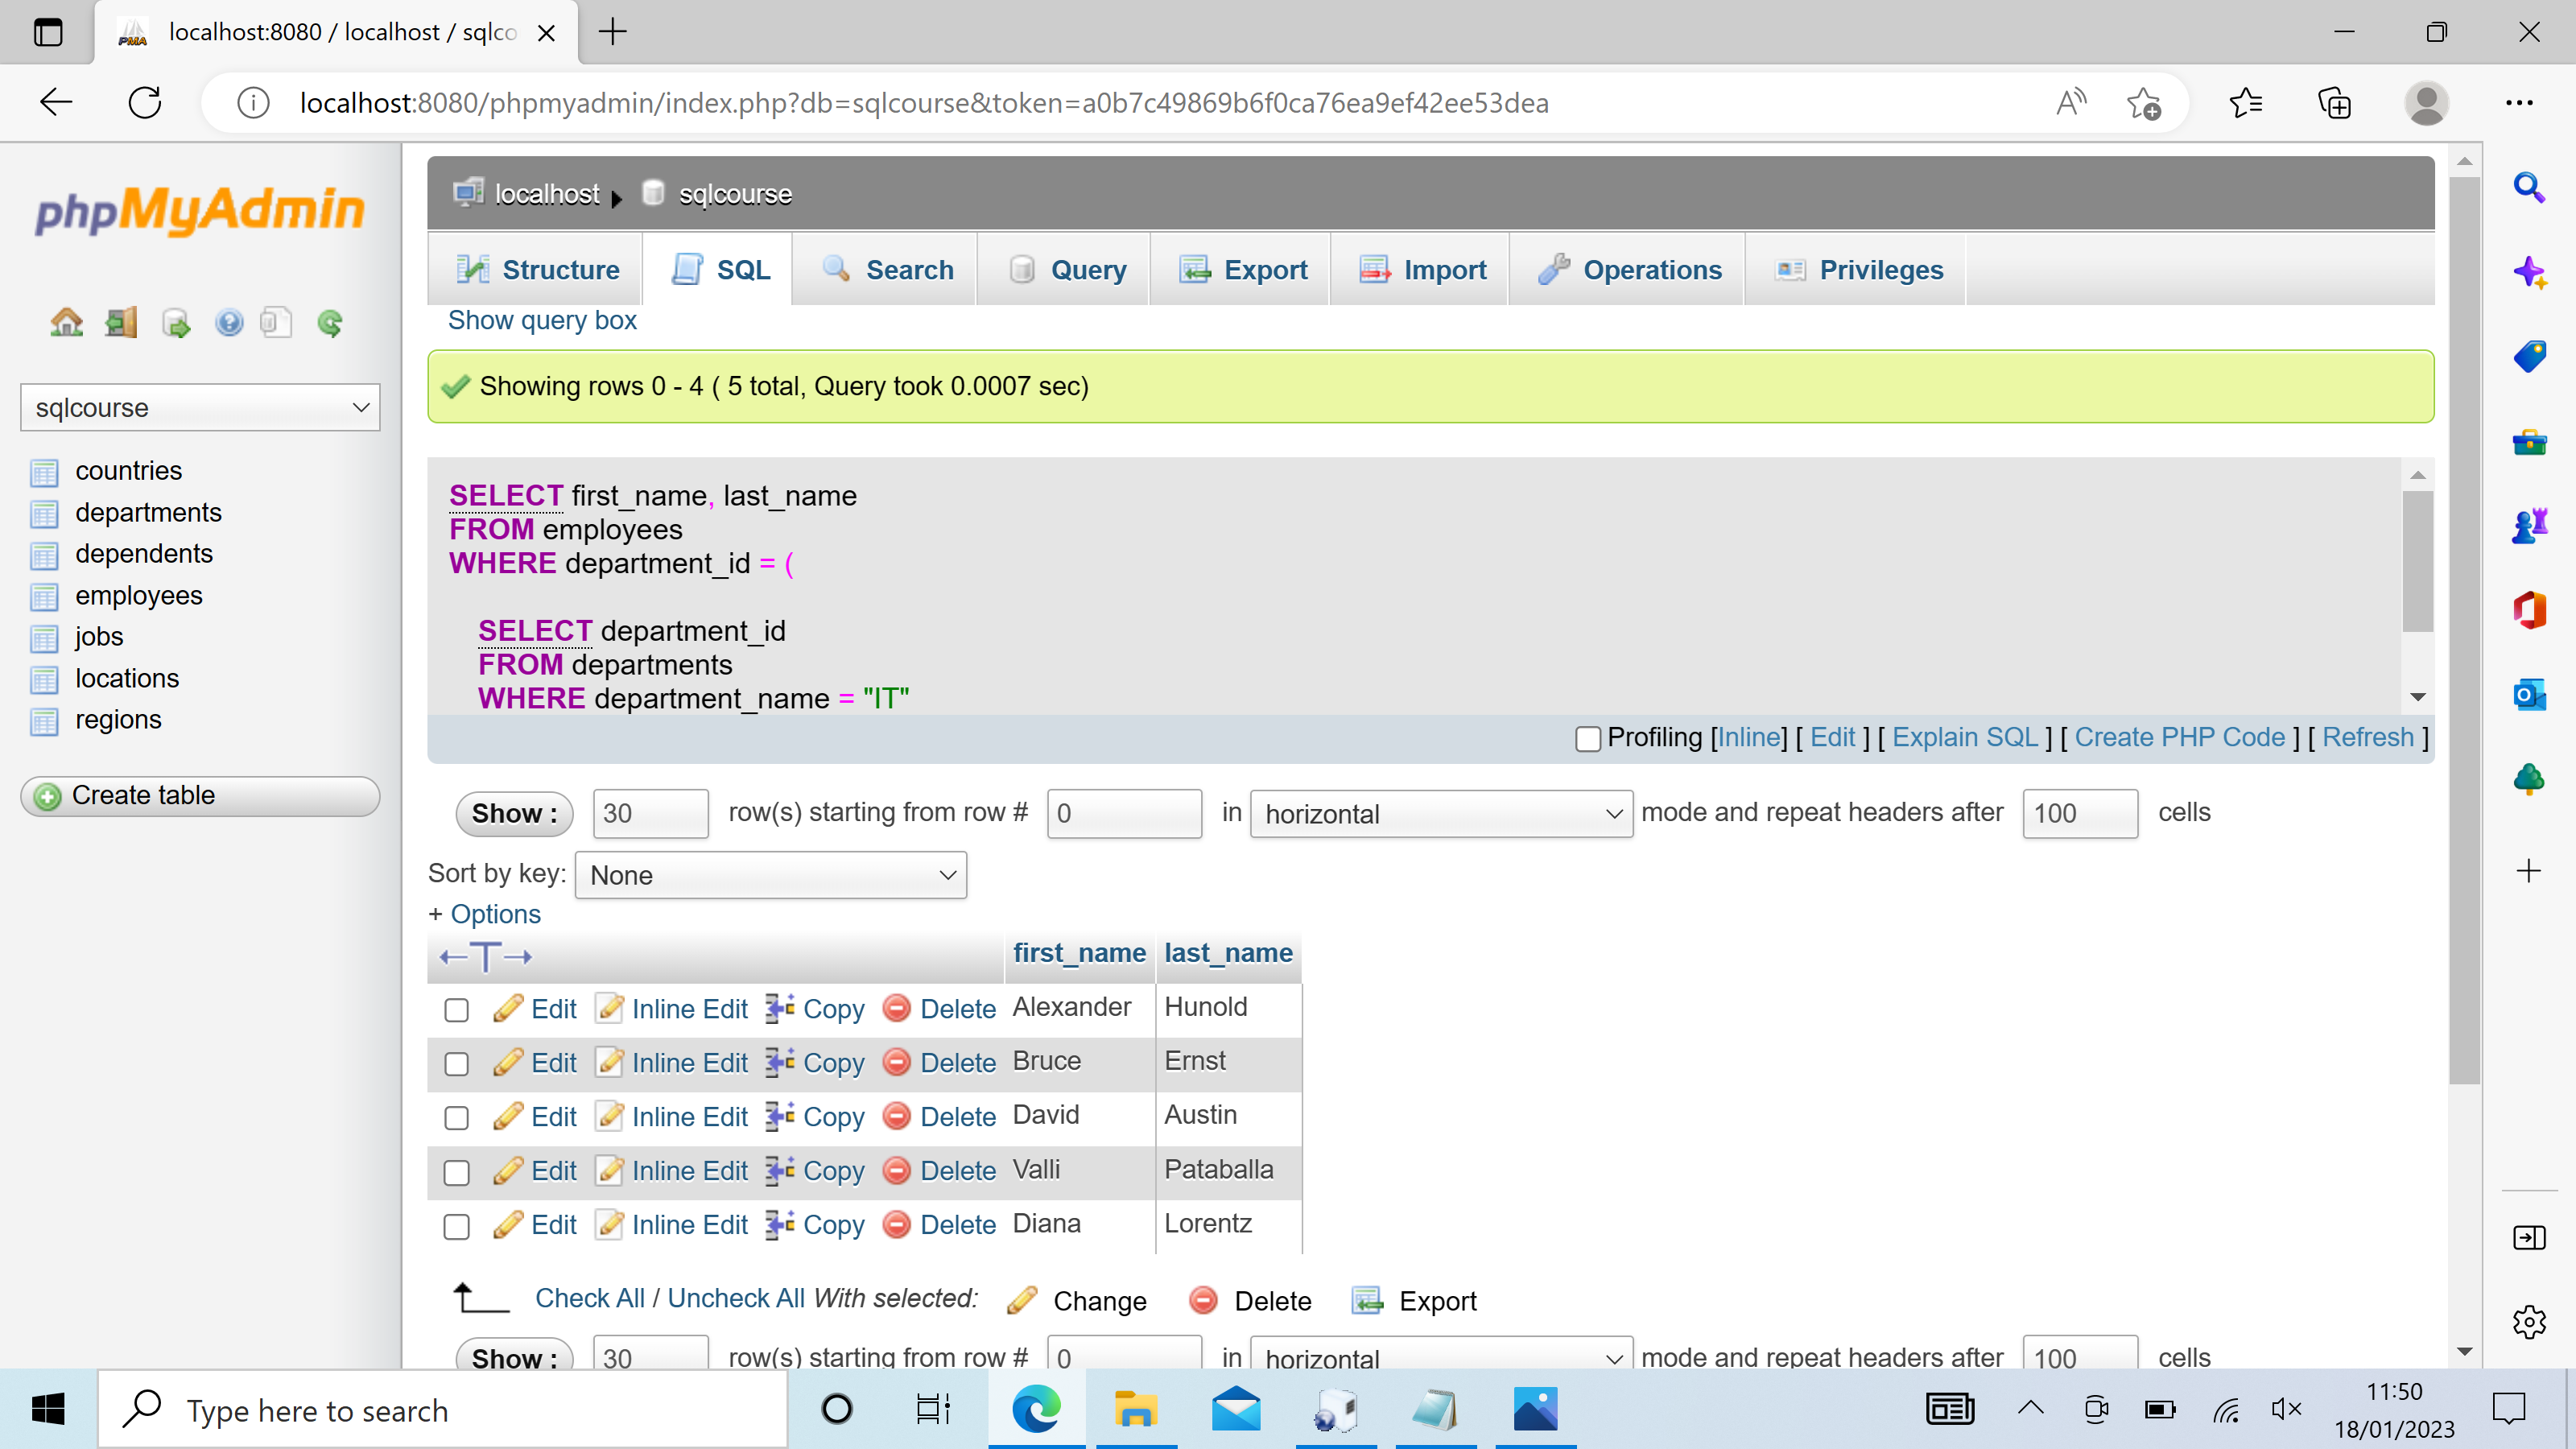 localhost:8080 / localhost / sqlco
localhost:8080/phpmyadmin/index.php?db=sqlcourse&token=a0b7c49869b6f0ca76ea9ef42ee53dea
phpMyAdmin
sqlcourse
countries
departments
dependents
employees
jobs
locations
regions
Create table
localhost sqlcourse
Structure SQL Search Query Export Import Operations Privileges
Show query box
Showing rows 0 - 4 ( 5 total, Query took 0.0007 sec)
SELECT first_name, last_name
FROM employees
WHERE department_id = (
SELECT department_id
FROM departments
WHERE department_name = "IT"
Profiling [Inline] [ Edit ] [ Explain SQL ] [ Create PHP Code ] [ Refresh ]
Show : 30 row(s) starting from row # 0 in horizontal mode and repeat headers after 100 cells
Sort by key: None
+ Options
←T→ first_name last_name
Edit Inline Edit Copy Delete Alexander Hunold
Edit Inline Edit Copy Delete Bruce Ernst
Edit Inline Edit Copy Delete David Austin
Edit Inline Edit Copy Delete Valli Pataballa
Edit Inline Edit Copy Delete Diana Lorentz
Check All / Uncheck All With selected: Change Delete Export
Show : 30 row(s) starting from row # 0 in horizontal mode and repeat headers after 100 cells
Type here to search
11:50
18/01/2023